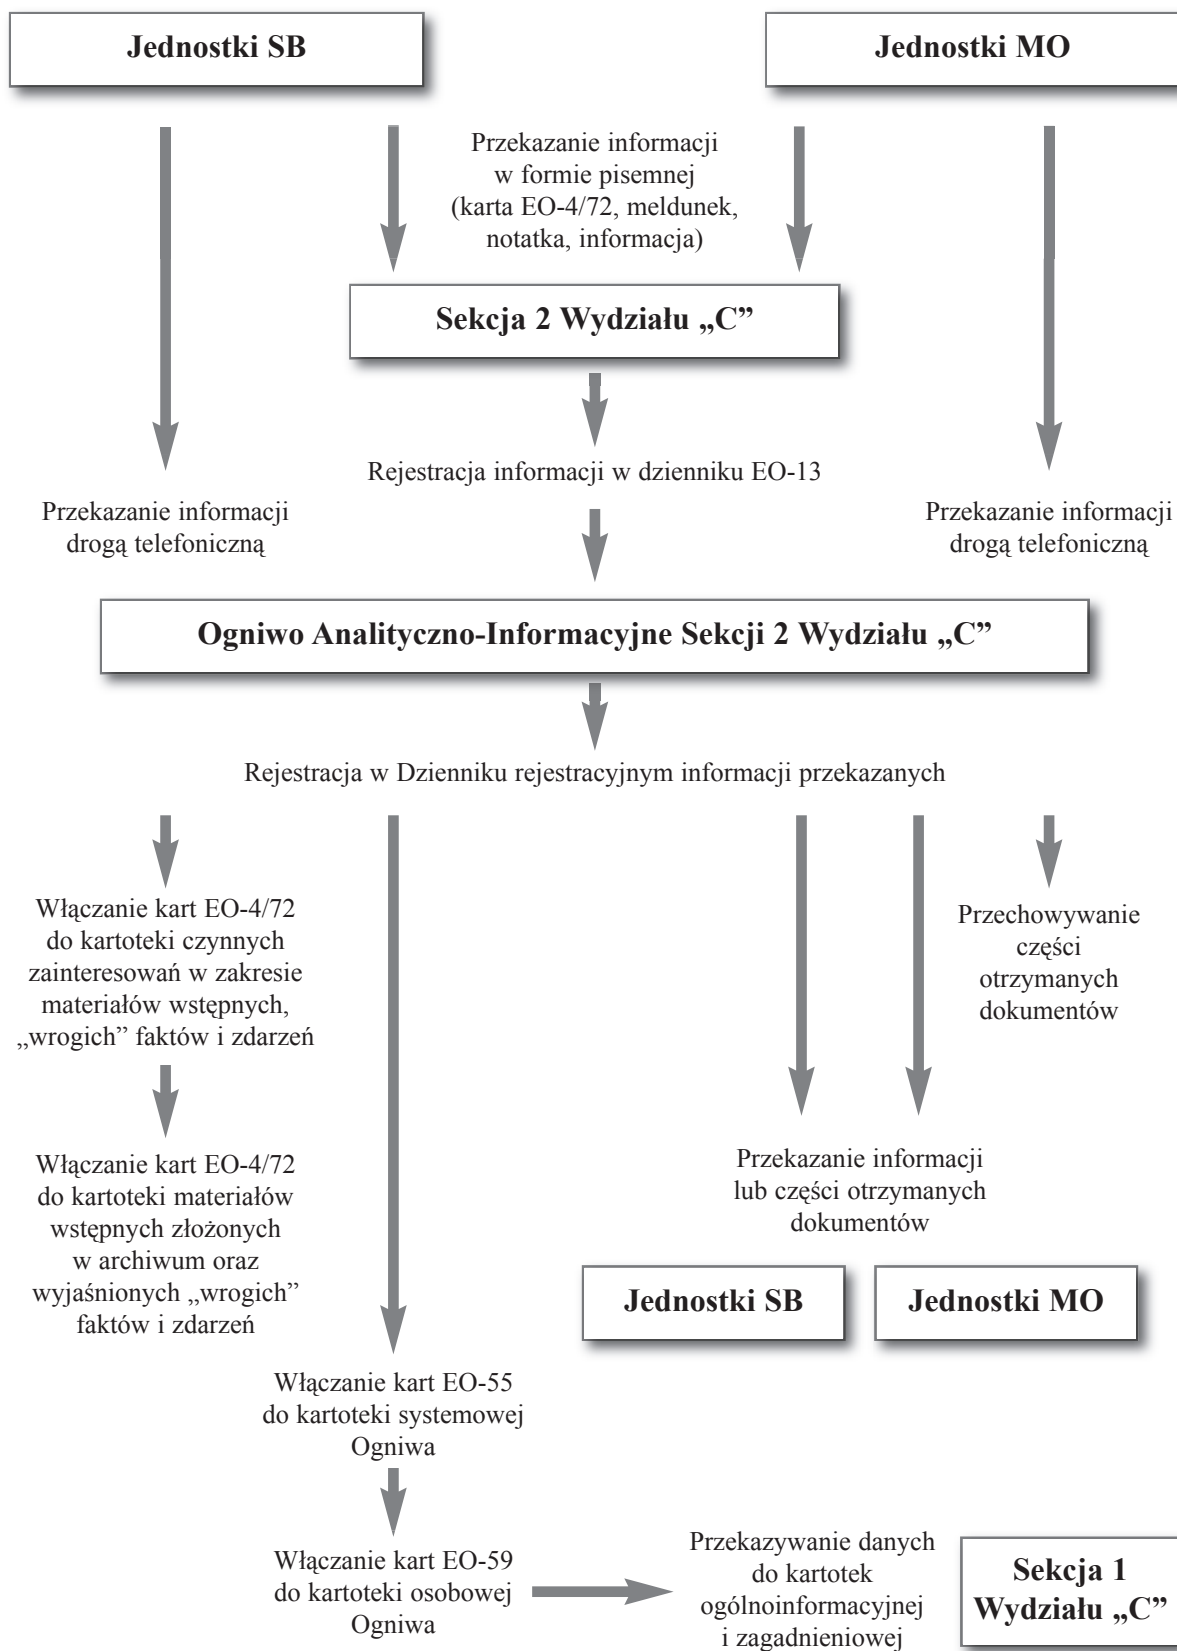 Jednostki SB
Jednostki MO
Przekazanie informacji
w formie pisemnej
(karta EO-4/72, meldunek,
notatka, informacja)
Sekcja 2 Wydziału „C”
Rejestracja informacji w dzienniku EO-13
Przekazanie informacji
drogą telefoniczną
Przekazanie informacji
drogą telefoniczną
Ogniwo Analityczno-Informacyjne Sekcji 2 Wydziału „C”
Rejestracja w Dzienniku rejestracyjnym informacji przekazanych
Włączanie kart EO-4/72
do kartoteki czynnych
zainteresowań w zakresie
materiałów wstępnych,
„wrogich” faktów i zdarzeń
Przechowywanie
części
otrzymanych
dokumentów
Włączanie kart EO-4/72
do kartoteki materiałów
wstępnych złożonych
w archiwum oraz
wyjaśnionych „wrogich”
faktów i zdarzeń
Przekazanie informacji
lub części otrzymanych
dokumentów
Jednostki SB
Jednostki MO
Włączanie kart EO-55
do kartoteki systemowej
Ogniwa
Włączanie kart EO-59
do kartoteki osobowej
Ogniwa
Przekazywanie danych
do kartotek
ogólnoinformacyjnej
i zagadnieniowej
Sekcja 1
Wydziału „C”